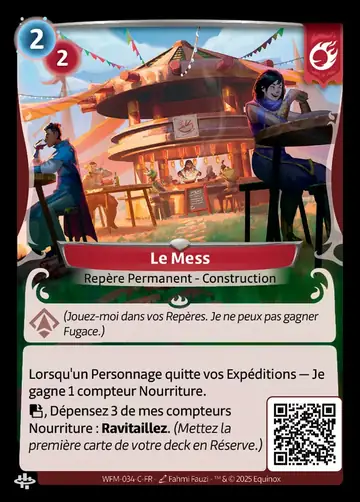 2
2
Le Mess
Repère Permanent - Construction
(Jouez-moi dans vos Repères. Je ne peux pas gagner
Fugace.)
Lorsqu'un Personnage quitte vos Expéditions — Je
gagne 1 compteur Nourriture.
, Dépensez 3 de mes compteurs
Nourriture : Ravitaillez. (Mettez la
première carte de votre deck en Réserve.)
WFM-034-C-FR - Fahmi Fauzi - ™ & © 2025 Equinox